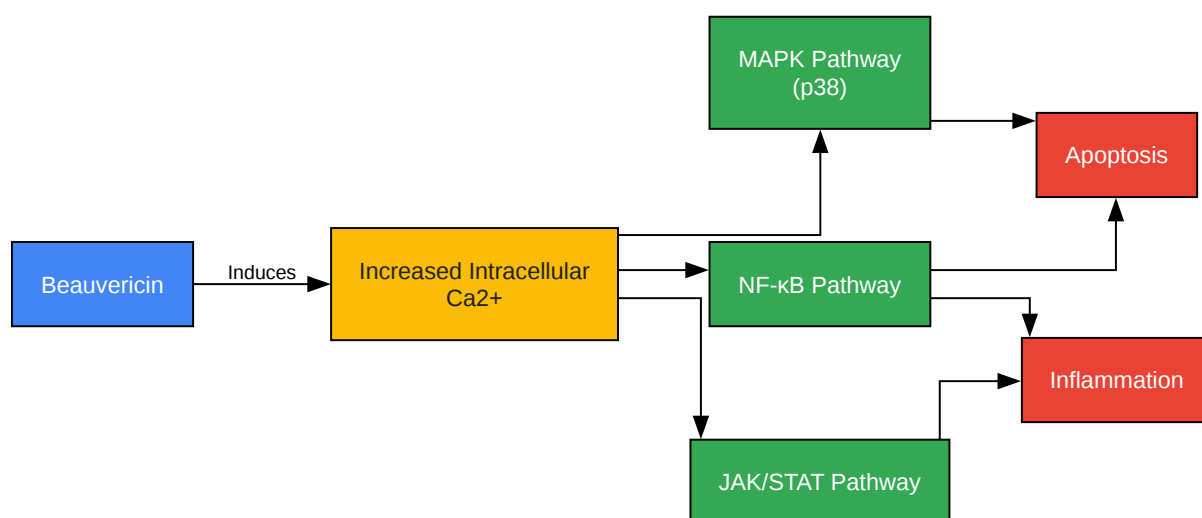 Beauvericin
Induces
Increased Intracellular
Ca2+
MAPK Pathway
(p38)
NF-κB Pathway
JAK/STAT Pathway
Apoptosis
Inflammation